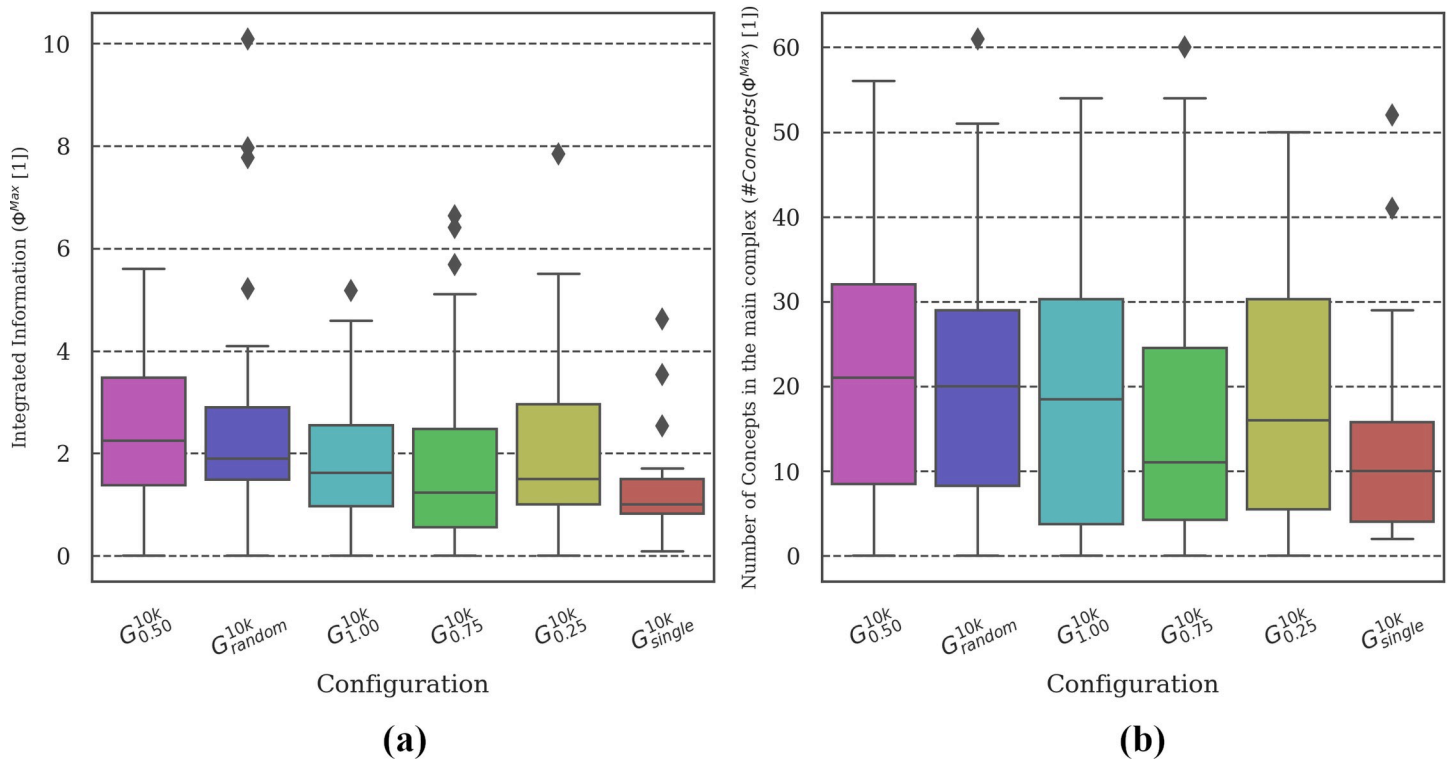 Integrated Information (Φ^Max [1])
10
8
6
4
2
0
G^10k_0.50
G^10k_random
G^10k_1.00
G^10k_0.75
G^10k_0.25
G^10k_single
Configuration
(a)
Number of Concepts in the main complex (#Concepts(Φ^Max) [1]
60
50
40
30
20
10
0
G^10k_0.50
G^10k_random
G^10k_1.00
G^10k_0.75
G^10k_0.25
G^10k_single
Configuration
(b)